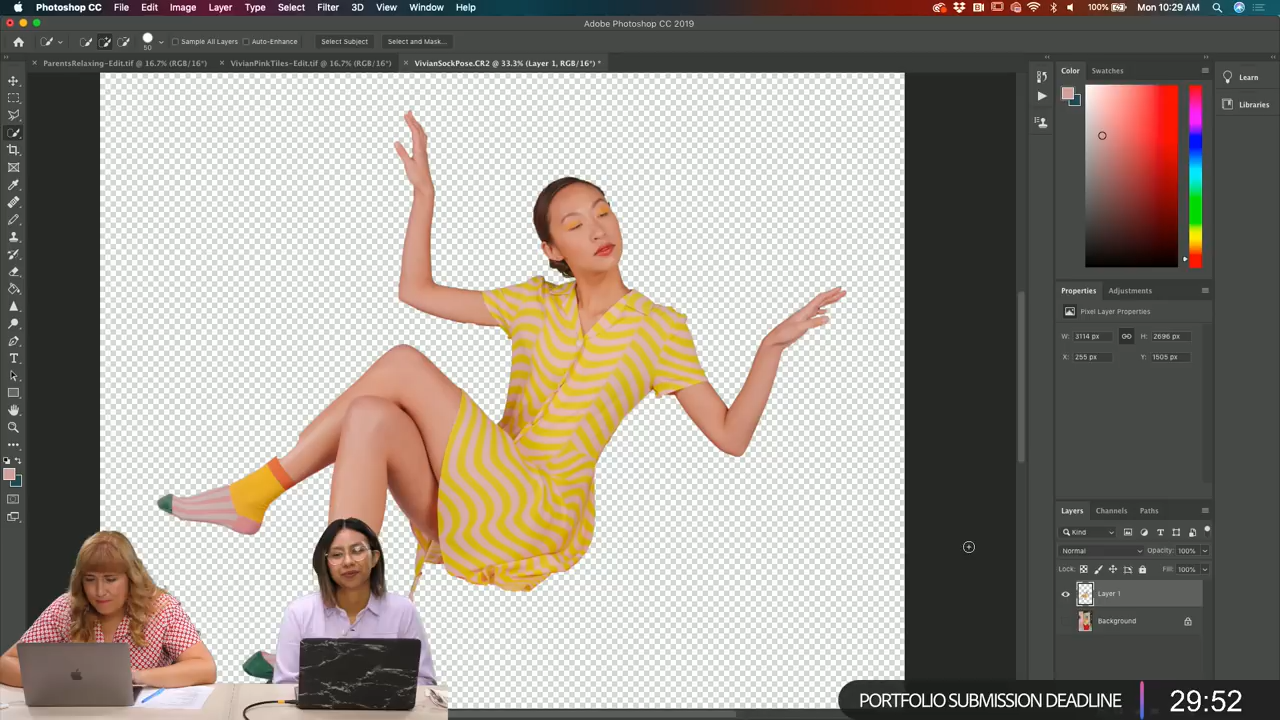 Photoshop CC File Edit Image Layer Type Select Filter 3D View Window Help
100% Mon 10:29 AM
Adobe Photoshop CC 2019
50 Sample All Layers Auto-Enhance Select Subject Select and Mask...
ParentsRelaxing-Edit.tif @ 16.7% (RGB/16*) VivianPinkTiles-Edit.tif @ 16.7% (RGB/16*) VivianSockPose.CR2 @ 33.3% (Layer 1, RGB/16*) *
Color Swatches
Learn
Libraries
Properties Adjustments
Pixel Layer Properties
W: 3114 px H: 2696 px
X: 255 px Y: 1505 px
Layers Channels Paths
Kind
Normal Opacity: 100%
Lock: Fill: 100%
Layer 1
Background
PORTFOLIO SUBMISSION DEADLINE 29:52